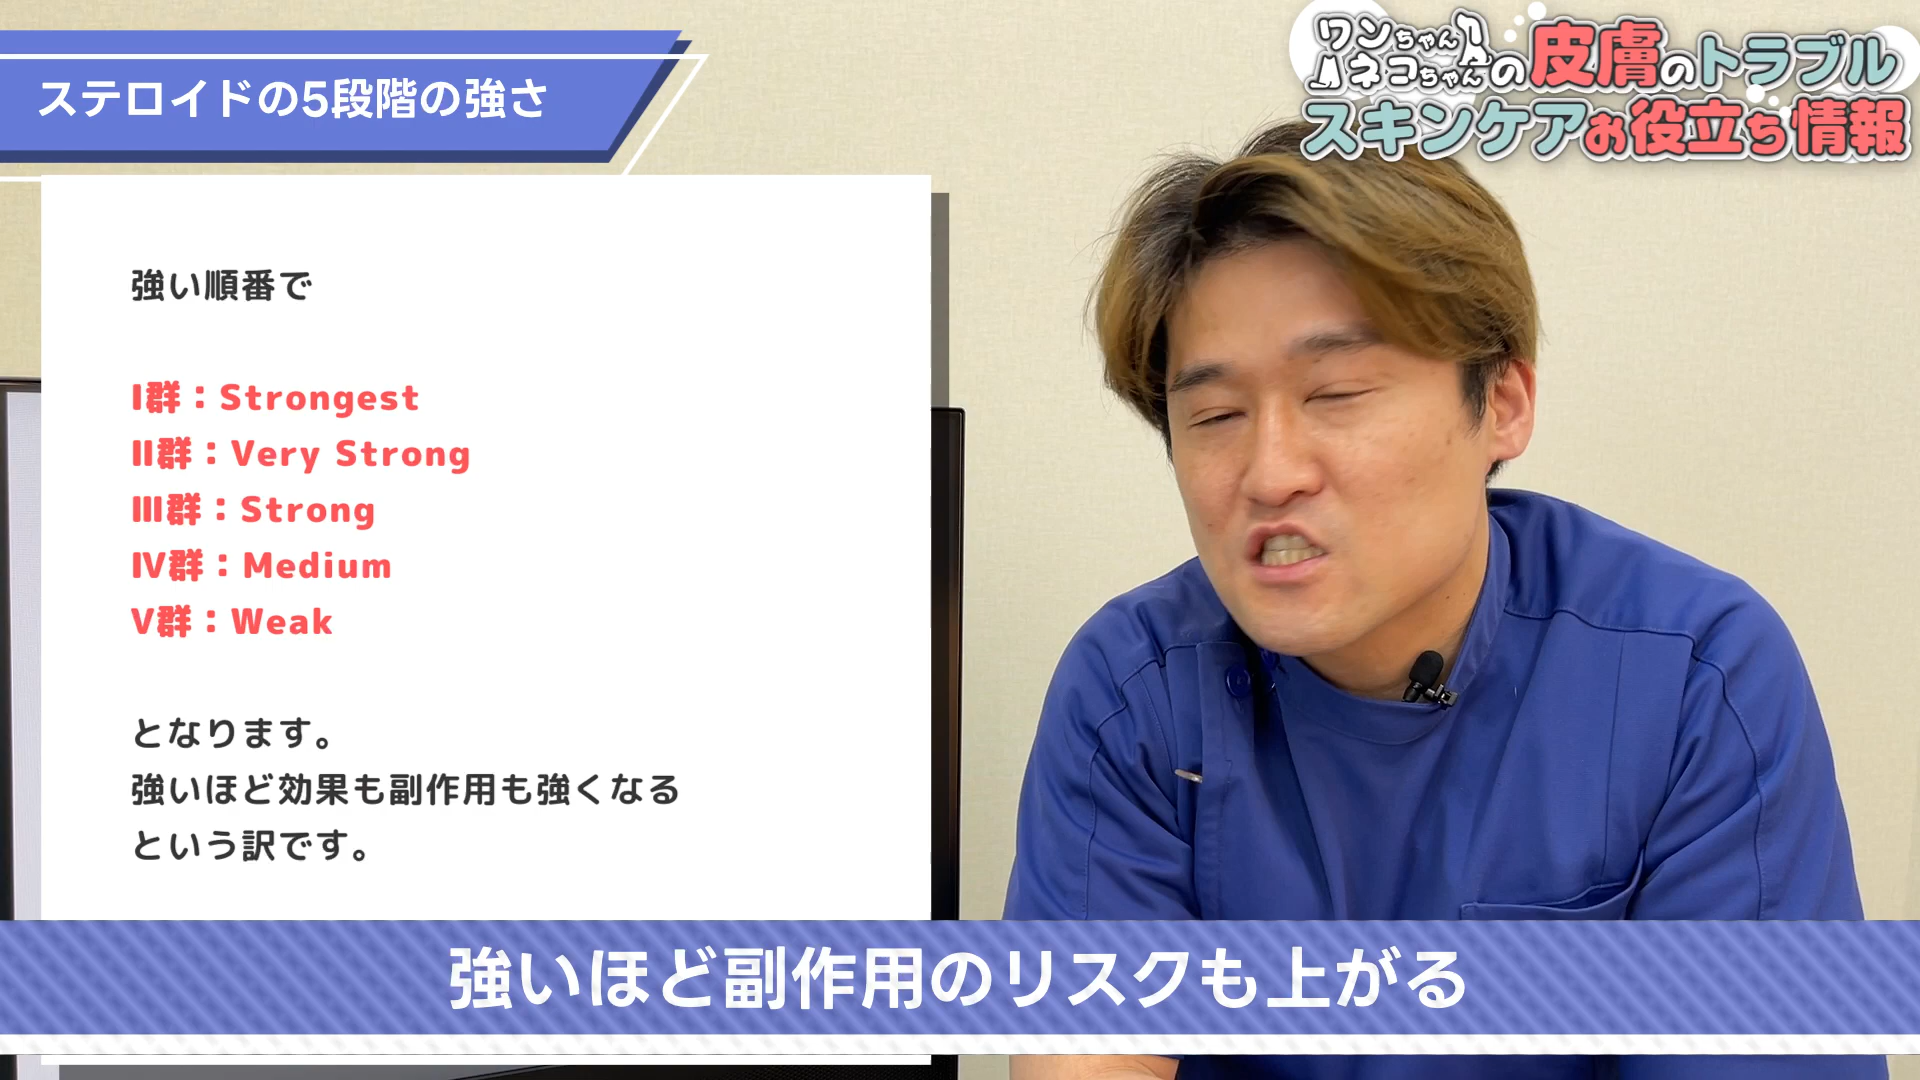 ステロイドの5段階の強さ
ワンちゃん
ネコちゃんの皮膚のトラブル
スキンケアお役立ち情報
強い順番で
I群：Strongest
II群：Very Strong
III群：Strong
IV群：Medium
V群：Weak
となります。
強いほど効果も副作用も強くなる
という訳です。
強いほど副作用のリスクも上がる